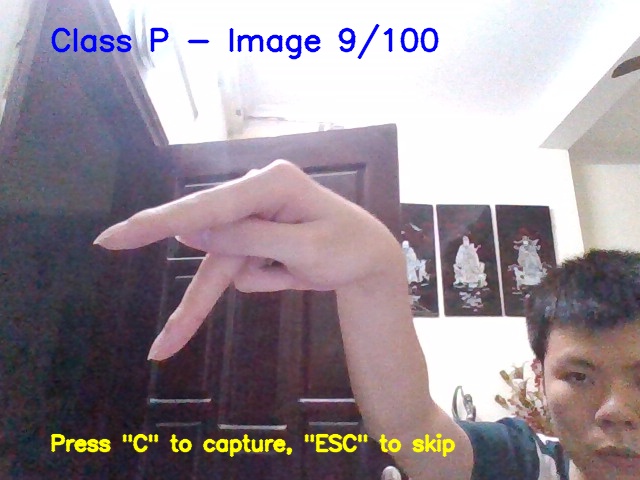 Class P - Image 9/100
Press "C" to capture, "ESC" to skip